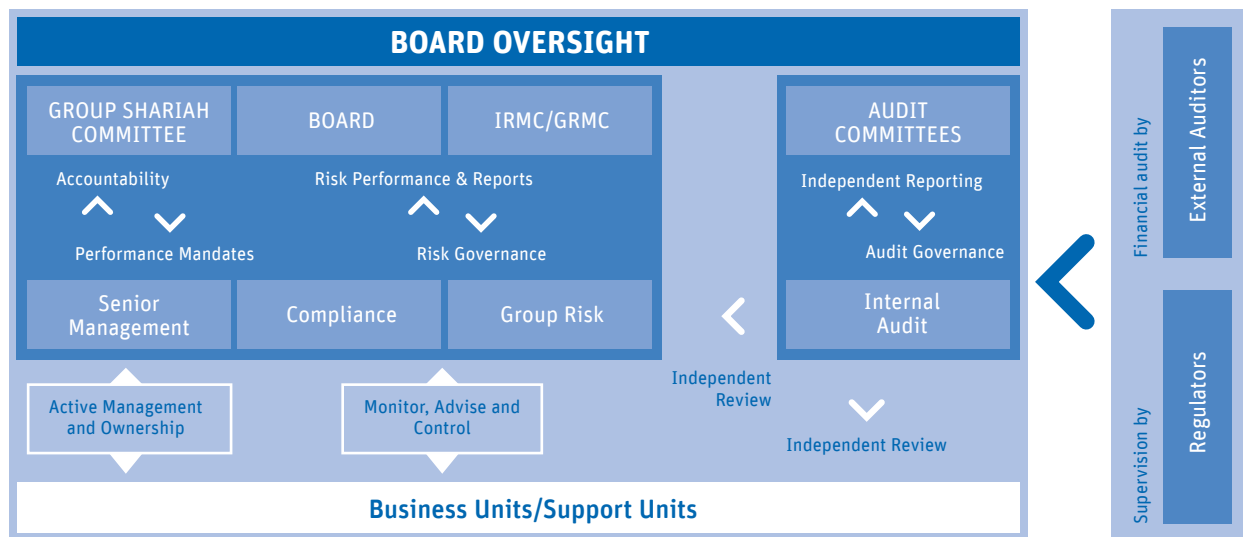 BOARD OVERSIGHT
GROUP SHARIAH
COMMITTEE
BOARD
IRMC/GRMC
Accountability
Risk Performance & Reports
Performance Mandates
Risk Governance
Senior
Management
Compliance
Group Risk
AUDIT
COMMITTEES
Independent Reporting
Audit Governance
Internal
Audit
Independent
Review
Independent Review
Active Management
and Ownership
Monitor, Advise and
Control
Business Units/Support Units
Financial audit by
External Auditors
Supervision by
Regulators